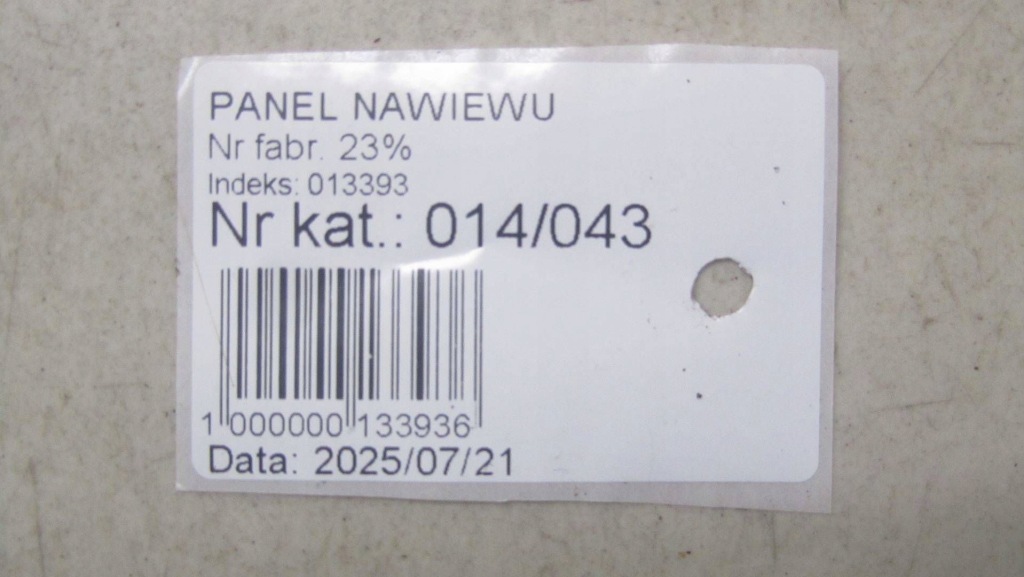 PANEL NAWIEWU
Nr fabr. 23%
Indeks: 013393
Nr kat.: 014/043
1 000000 133936
Data: 2025/07/21